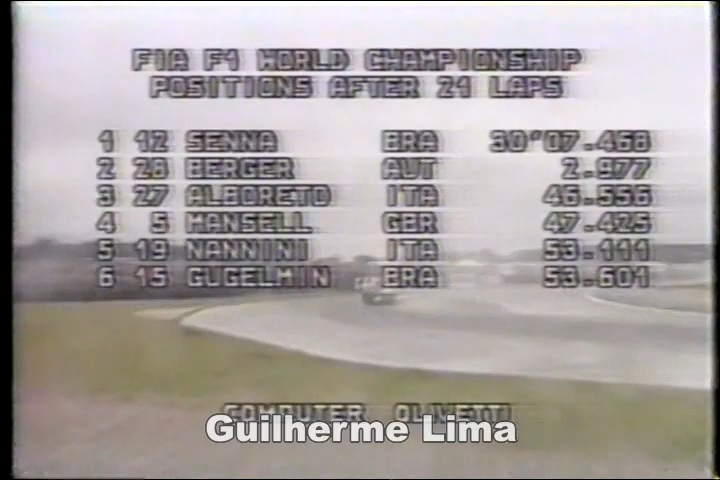 FIA F1 WORLD CHAMPIONSHIP
POSITIONS AFTER 21 LAPS
1 12 SENNA BRA 30"07.468
2 28 BERGER AUT 2.977
3 27 ALBORETO ITA 46.556
4 5 MANSELL GBR 47.425
5 19 NANNINI ITA 53.111
6 15 GUGELMIN BRA 53.601
COMPUTER OLIVETTI
Guilherme Lima